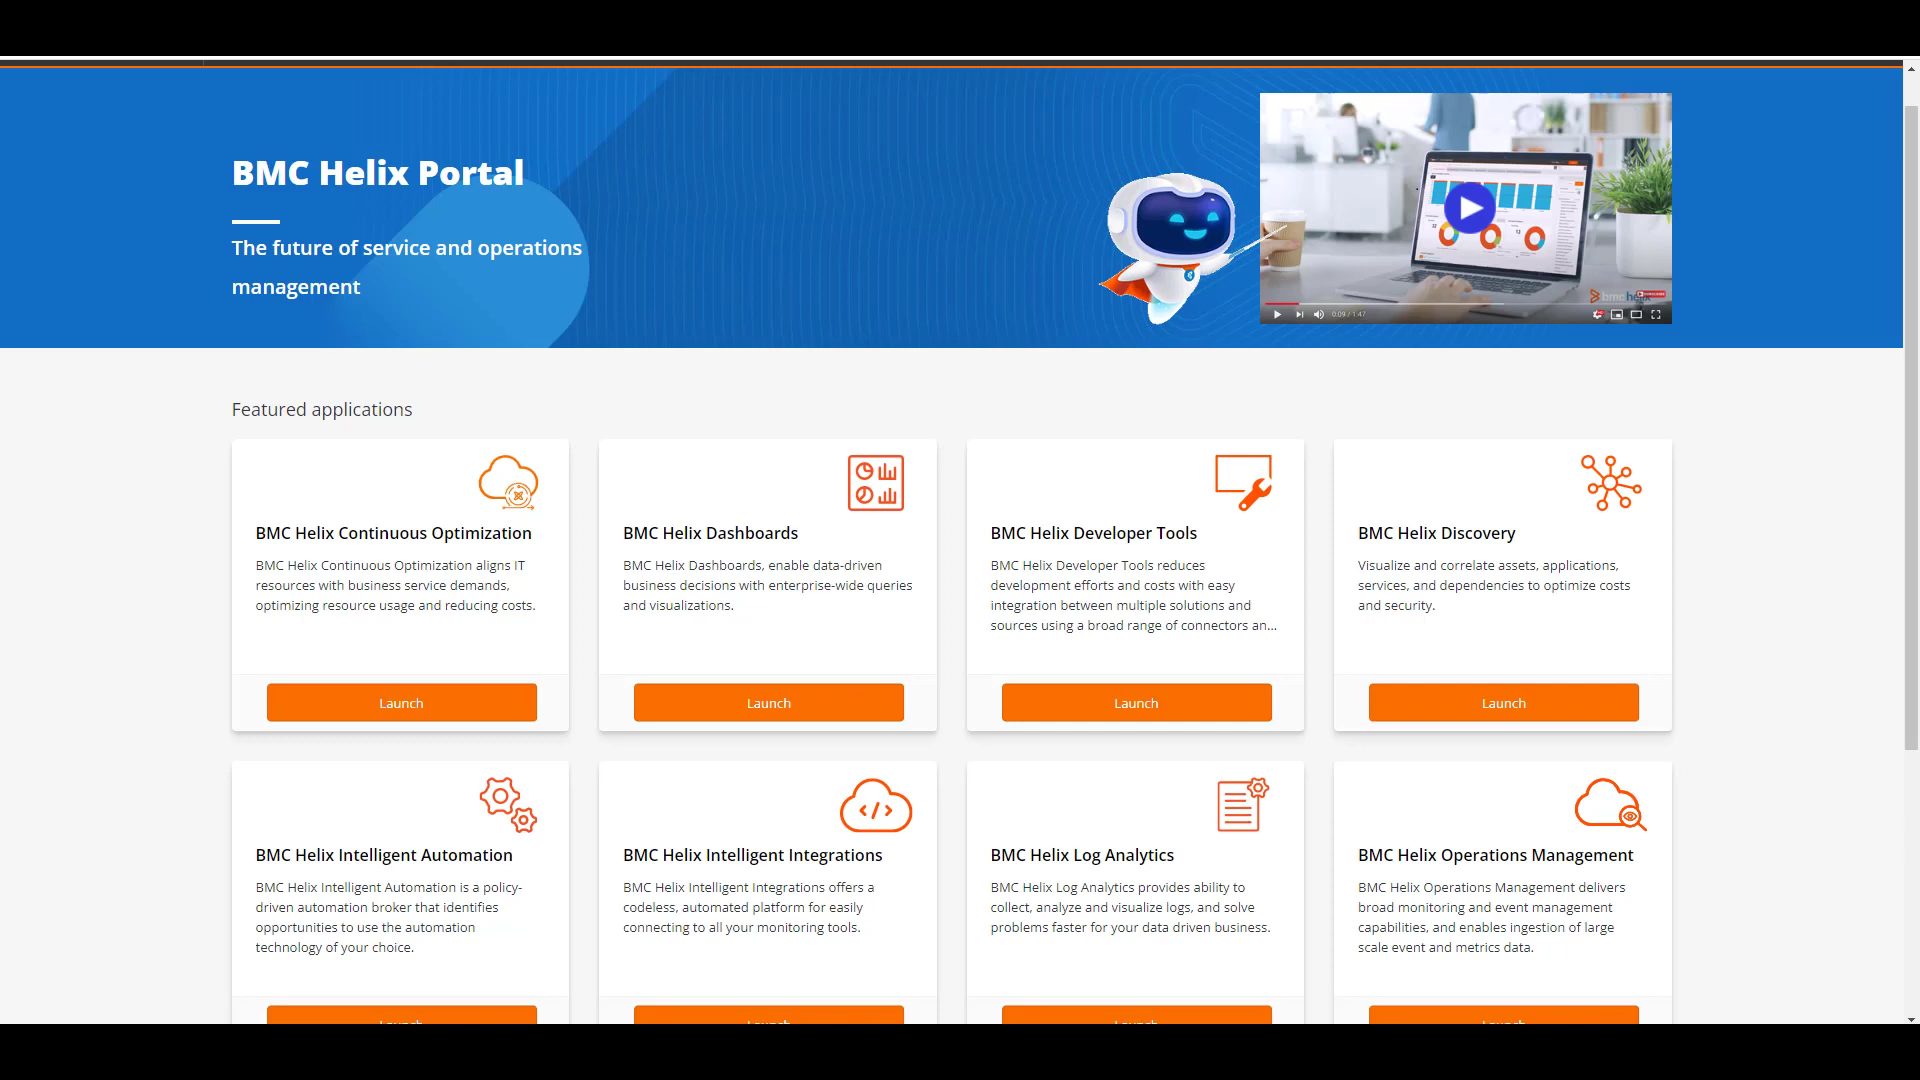 BMC Helix Portal
The future of service and operations
management
bmc helix
0:09 / 1:47
Featured applications
BMC Helix Continuous Optimization
BMC Helix Continuous Optimization aligns IT
resources with business service demands,
optimizing resource usage and reducing costs.
Launch
BMC Helix Dashboards
BMC Helix Dashboards, enable data-driven
business decisions with enterprise-wide queries
and visualizations.
Launch
BMC Helix Developer Tools
BMC Helix Developer Tools reduces
development efforts and costs with easy
integration between multiple solutions and
sources using a broad range of connectors an...
Launch
BMC Helix Discovery
Visualize and correlate assets, applications,
services, and dependencies to optimize costs
and security.
Launch
BMC Helix Intelligent Automation
BMC Helix Intelligent Automation is a policy-
driven automation broker that identifies
opportunities to use the automation
technology of your choice.
Launch
BMC Helix Intelligent Integrations
BMC Helix Intelligent Integrations offers a
codeless, automated platform for easily
connecting to all your monitoring tools.
Launch
BMC Helix Log Analytics
BMC Helix Log Analytics provides ability to
collect, analyze and visualize logs, and solve
problems faster for your data driven business.
Launch
BMC Helix Operations Management
BMC Helix Operations Management delivers
broad monitoring and event management
capabilities, and enables ingestion of large
scale event and metrics data.
Launch